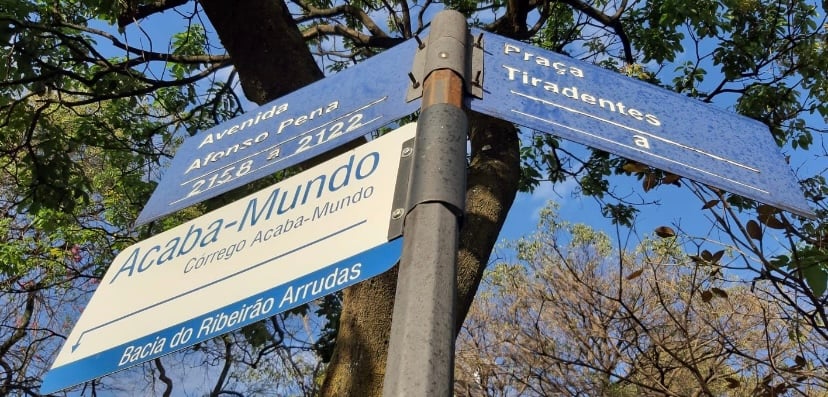 Avenida
Afonso Pena
2158 a 2122
Praça
Tiradentes
a
Acaba-Mundo
Córrego Acaba-Mundo
Bacia do Ribeirão Arrudas